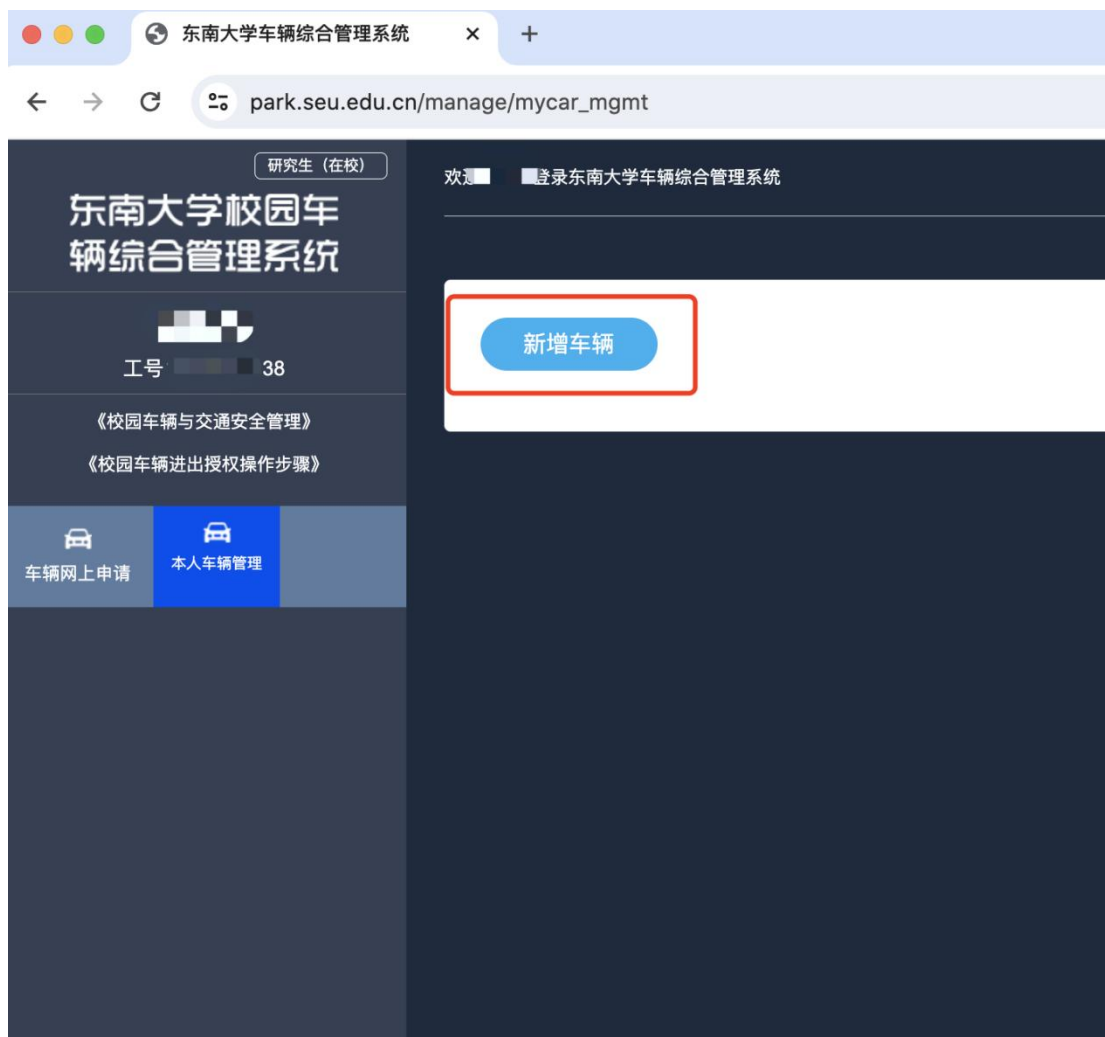 东南大学车辆综合管理系统
park.seu.edu.cn/manage/mycar_mgmt
研究生（在校）
东南大学校园车
辆综合管理系统
工号 38
《校园车辆与交通安全管理》
《校园车辆进出授权操作步骤》
车辆网上申请
本人车辆管理
欢 登录东南大学车辆综合管理系统
新增车辆